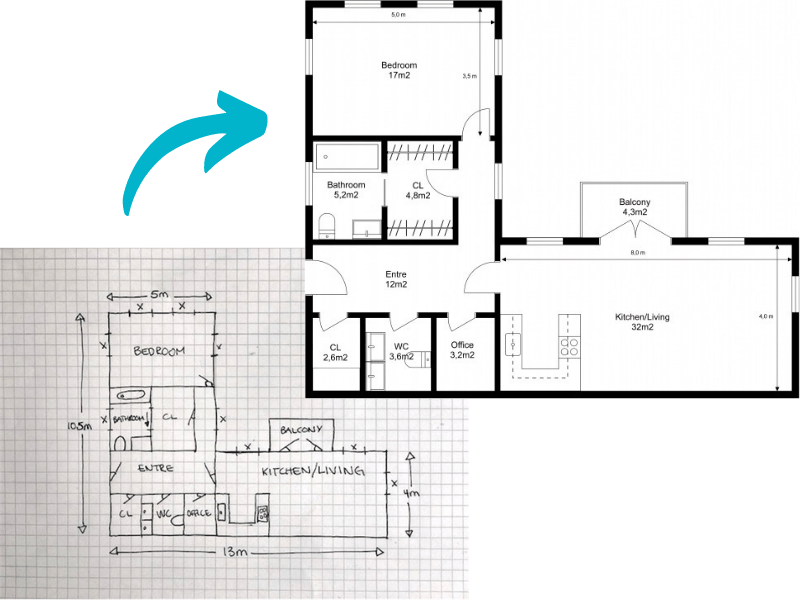 5,0 m
Bedroom
17m2
3,5 m
Bathroom
5,2m2
CL
4,8m2
Balcony
4,3m2
8,0 m
Entre
12m2
Kitchen/Living
32m2
4,0 m
CL
2,6m2
WC
3,6m2
Office
3,2m2
5m
BEDROOM
10,5m
BATHROOM
CL
BALCONY
ENTRE
KITCHEN/LIVING
4m
CL
WC
OFFICE
13m